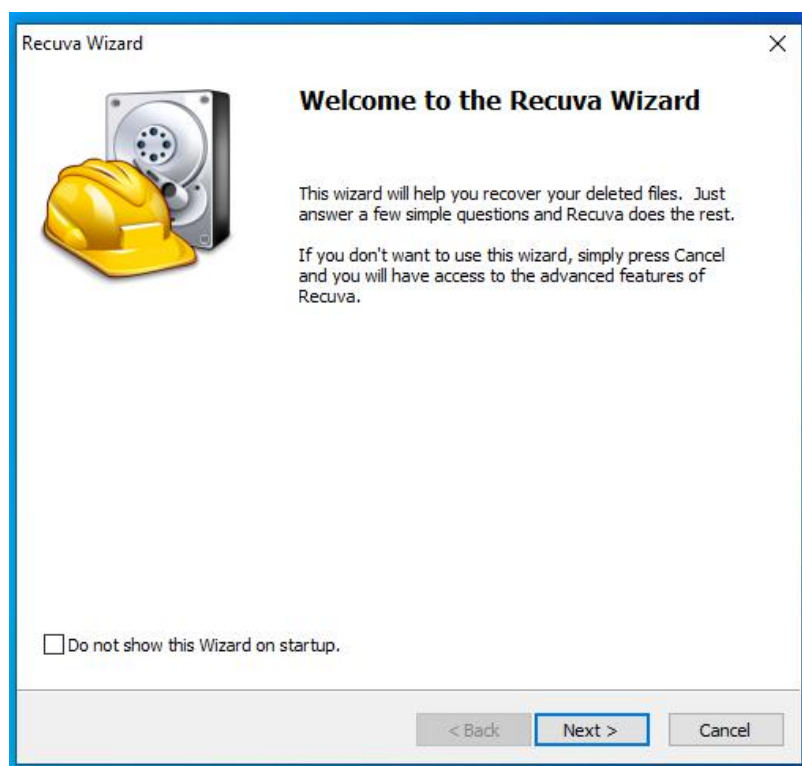 Recuva Wizard
Welcome to the Recuva Wizard
This wizard will help you recover your deleted files. Just
answer a few simple questions and Recuva does the rest.
If you don't want to use this wizard, simply press Cancel
and you will have access to the advanced features of
Recuva.
Do not show this Wizard on startup.
< Back Next > Cancel